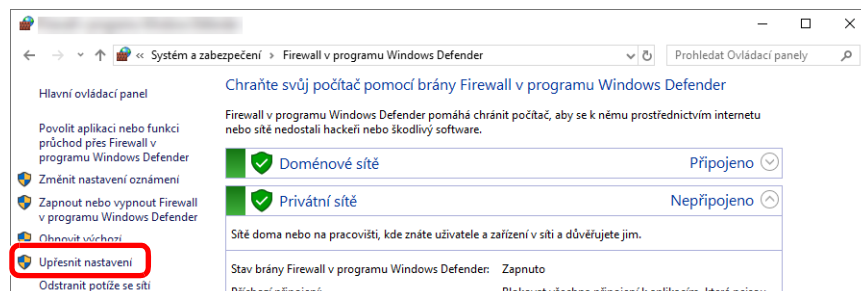 « Systém a zabezpečení › Firewall v programu Windows Defender
Prohledat Ovládací panely
Hlavní ovládací panel
Povolit aplikaci nebo funkci
průchod přes Firewall v
programu Windows Defender
Změnit nastavení oznámení
Zapnout nebo vypnout Firewall
v programu Windows Defender
Obnovit výchozí
Upřesnit nastavení
Odstranit potíže se sítí
Chraňte svůj počítač pomocí brány Firewall v programu Windows Defender
Firewall v programu Windows Defender pomáhá chránit počítač, aby se k němu prostřednictvím internetu
nebo sítě nedostali hackeři nebo škodlivý software.
Doménové sítě Připojeno
Privátní sítě Nepřipojeno
Sítě doma nebo na pracovišti, kde znáte uživatele a zařízení v síti a důvěřujete jim.
Stav brány Firewall v programu Windows Defender: Zapnuto